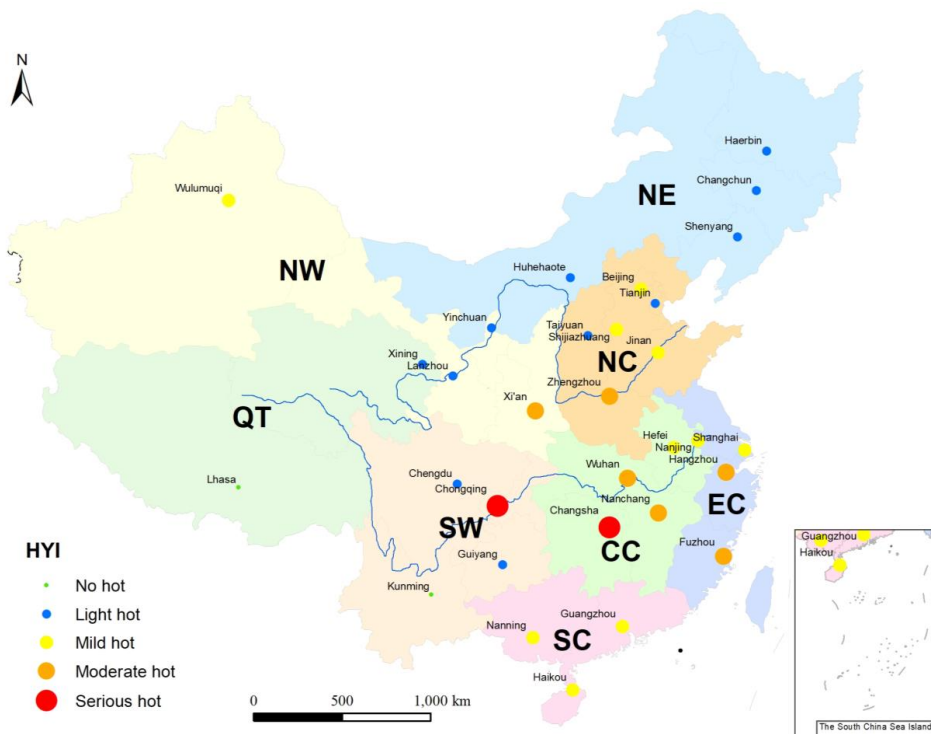 N
Haerbin
Changchun
Shenyang
NE
Wulumuqi
NW
Huhehaote
Beijing
Tianjin
Yinchuan
Taiyuan
Shijiazhuang
Jinan
NC
Xining
Lanzhou
Zhengzhou
Xi'an
QT
Hefei
Shanghai
Nanjing
Hangzhou
Lhasa
Chengdu
Chongqing
Wuhan
Nanchang
Changsha
EC
SW
CC
Guiyang
Fuzhou
Kunming
Guangzhou
Nanning
SC
Haikou
HYI
No hot
Light hot
Mild hot
Moderate hot
Serious hot
0 500 1,000 km
Guangzhou
Haikou
The South China Sea Island